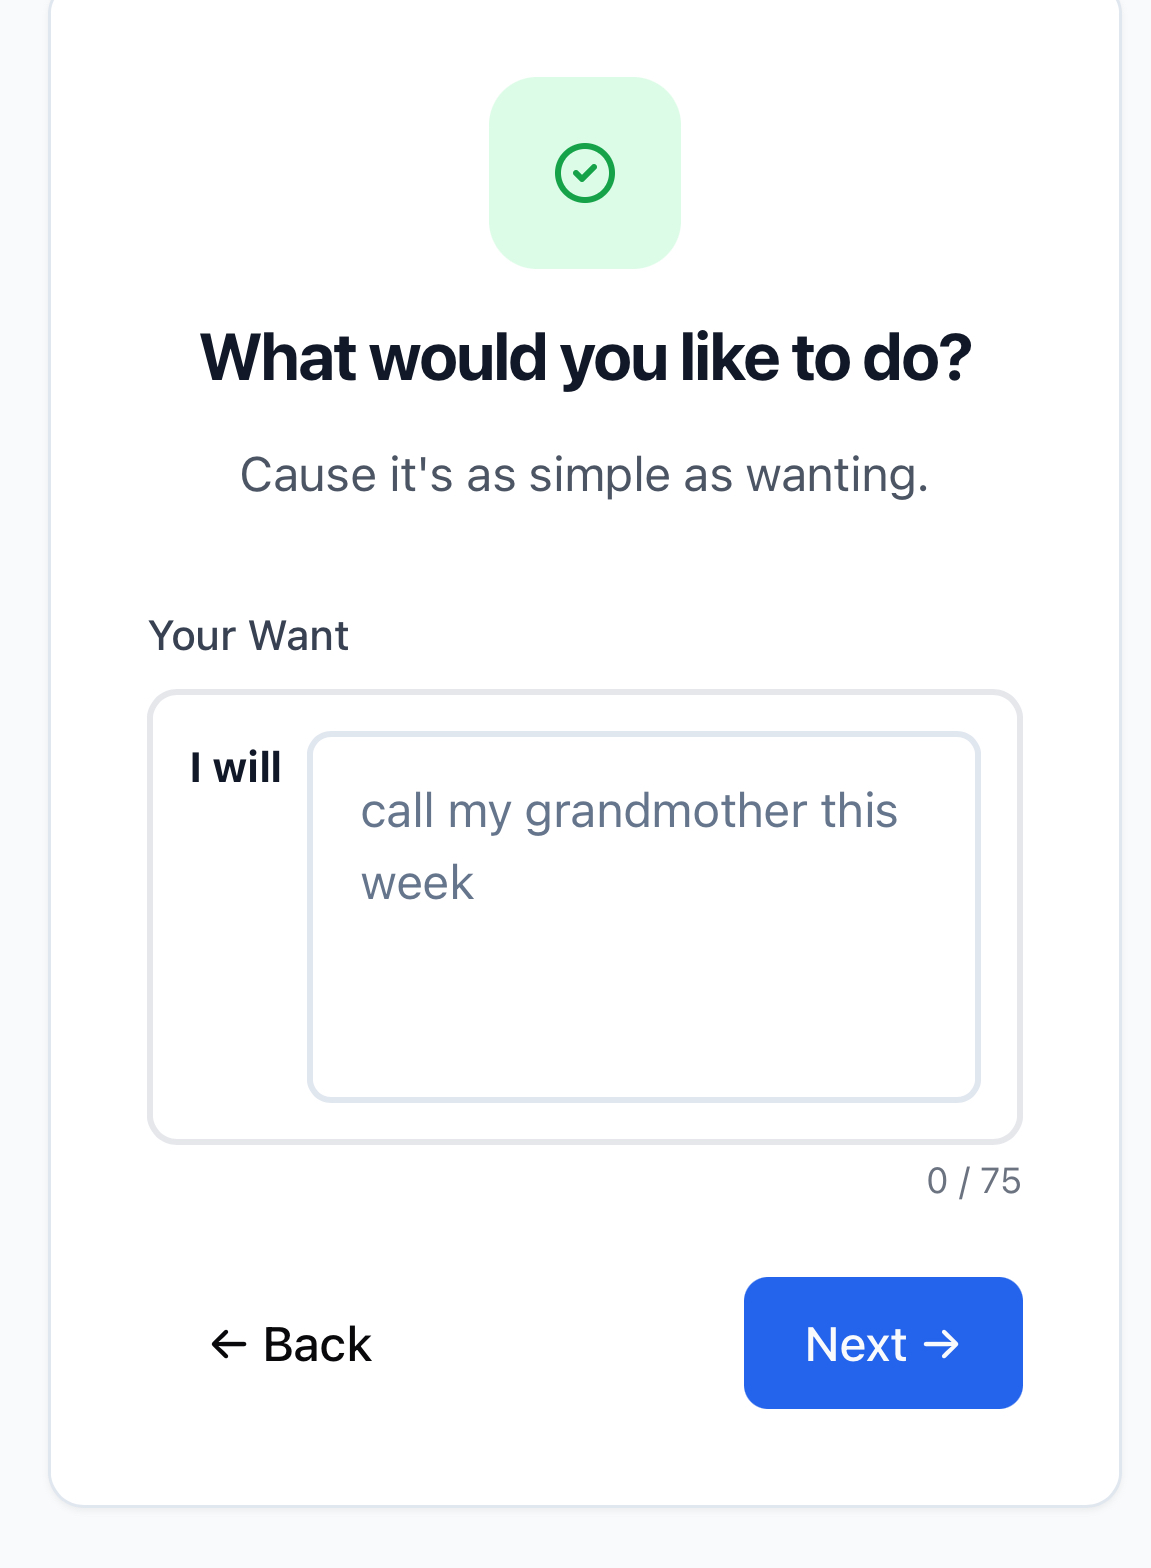 What would you like to do?
Cause it's as simple as wanting.
Your Want
I will
call my grandmother this
week
0 / 75
← Back
Next →